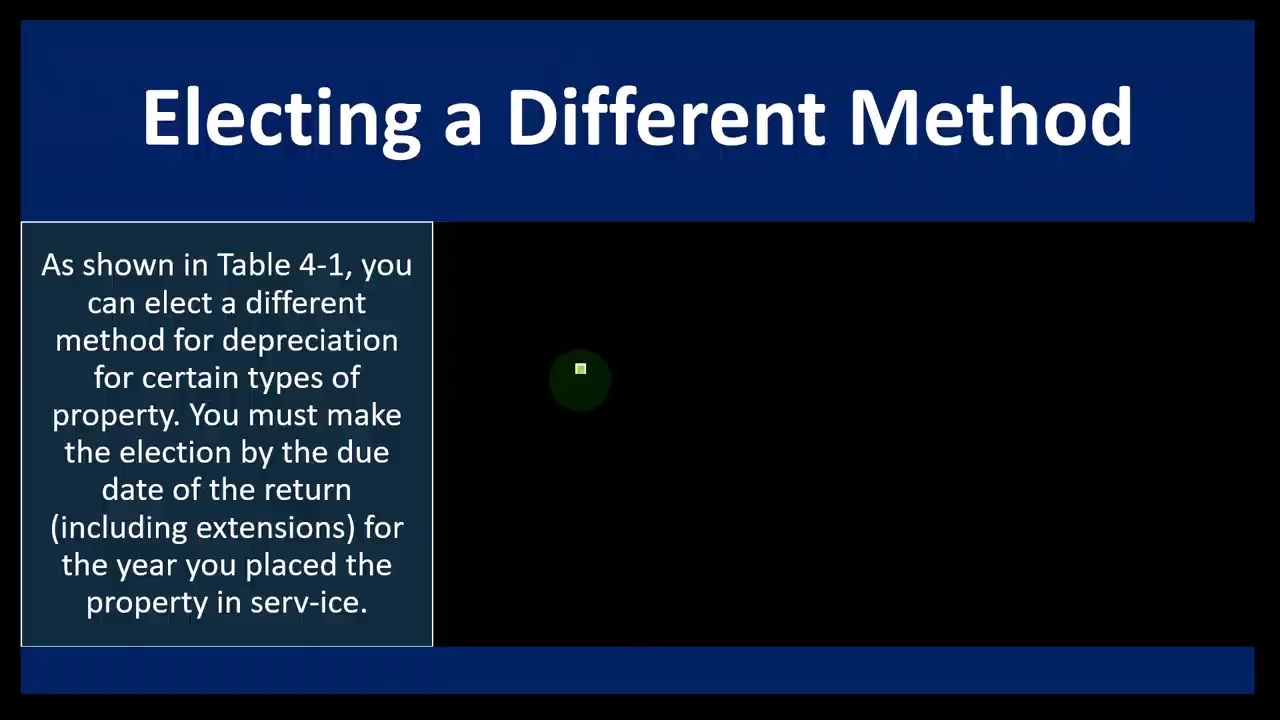 Electing a Different Method
As shown in Table 4-1, you
can elect a different
method for depreciation
for certain types of
property. You must make
the election by the due
date of the return
(including extensions) for
the year you placed the
property in serv-ice.